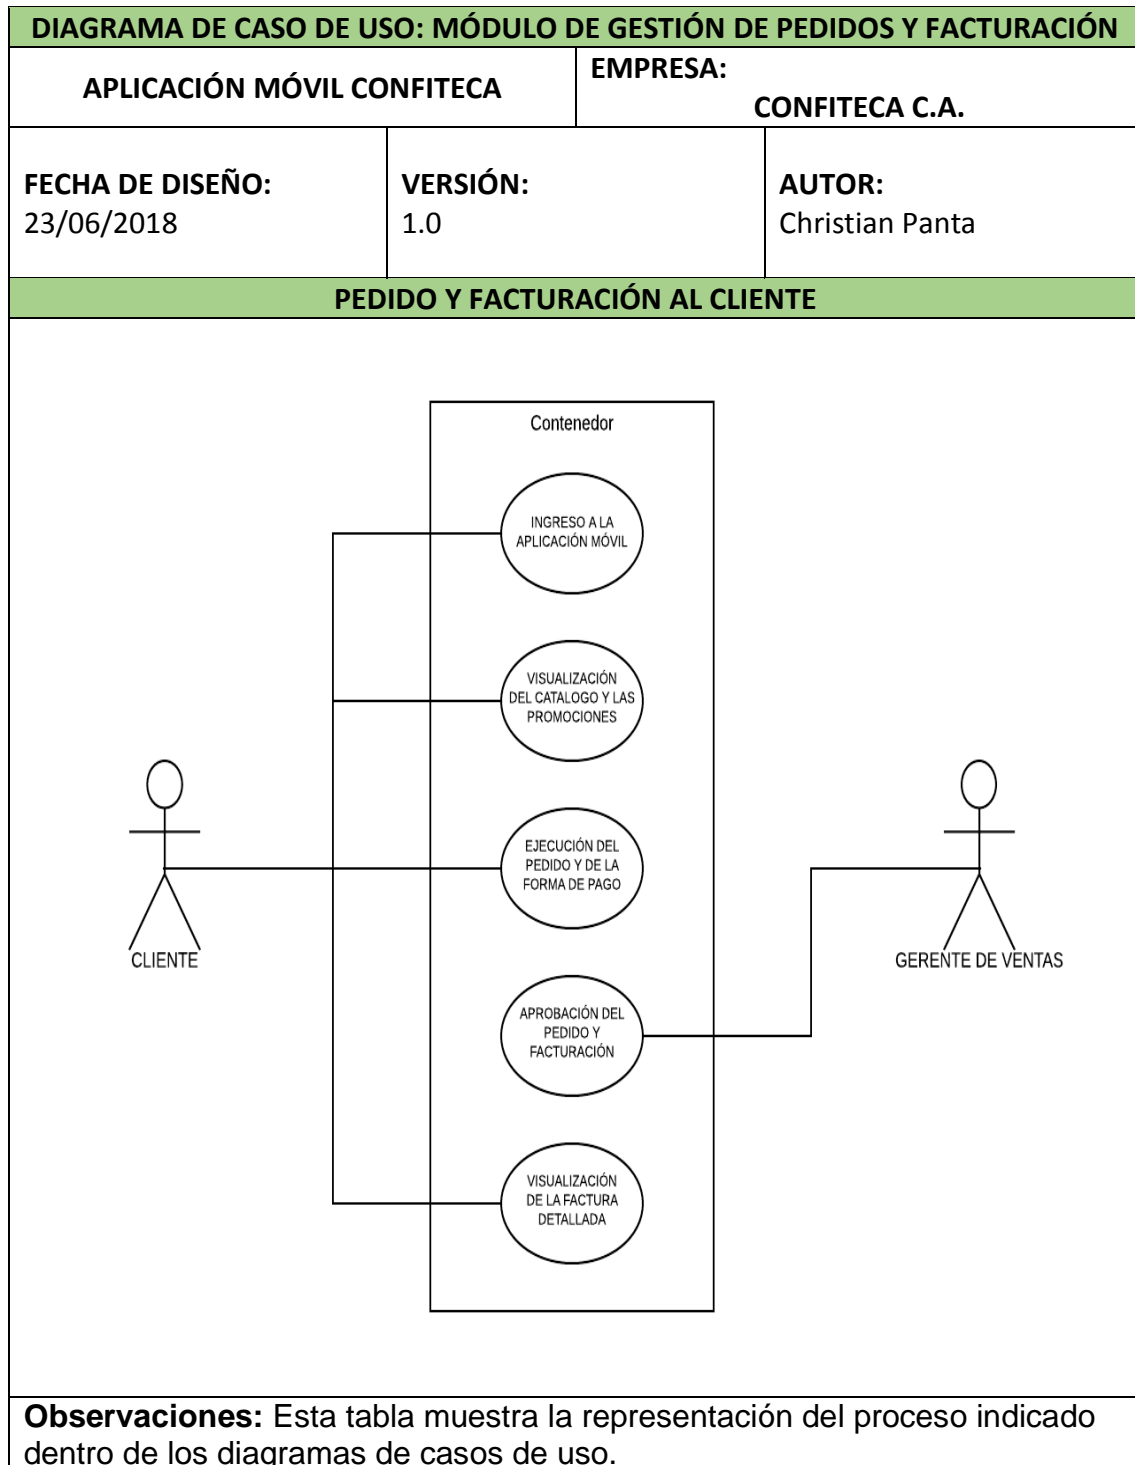 DIAGRAMA DE CASO DE USO: MÓDULO DE GESTIÓN DE PEDIDOS Y FACTURACIÓN
APLICACIÓN MÓVIL CONFITECA
EMPRESA:
CONFITECA C.A.
FECHA DE DISEÑO:
23/06/2018
VERSIÓN:
1.0
AUTOR:
Christian Panta
PEDIDO Y FACTURACIÓN AL CLIENTE
Contenedor
INGRESO A LA
APLICACIÓN MÓVIL
VISUALIZACIÓN
DEL CATALOGO Y LAS
PROMOCIONES
EJECUCIÓN DEL
PEDIDO Y DE LA
FORMA DE PAGO
CLIENTE
GERENTE DE VENTAS
APROBACIÓN DEL
PEDIDO Y
FACTURACIÓN
VISUALIZACIÓN
DE LA FACTURA
DETALLADA
Observaciones: Esta tabla muestra la representación del proceso indicado
dentro de los diagramas de casos de uso.